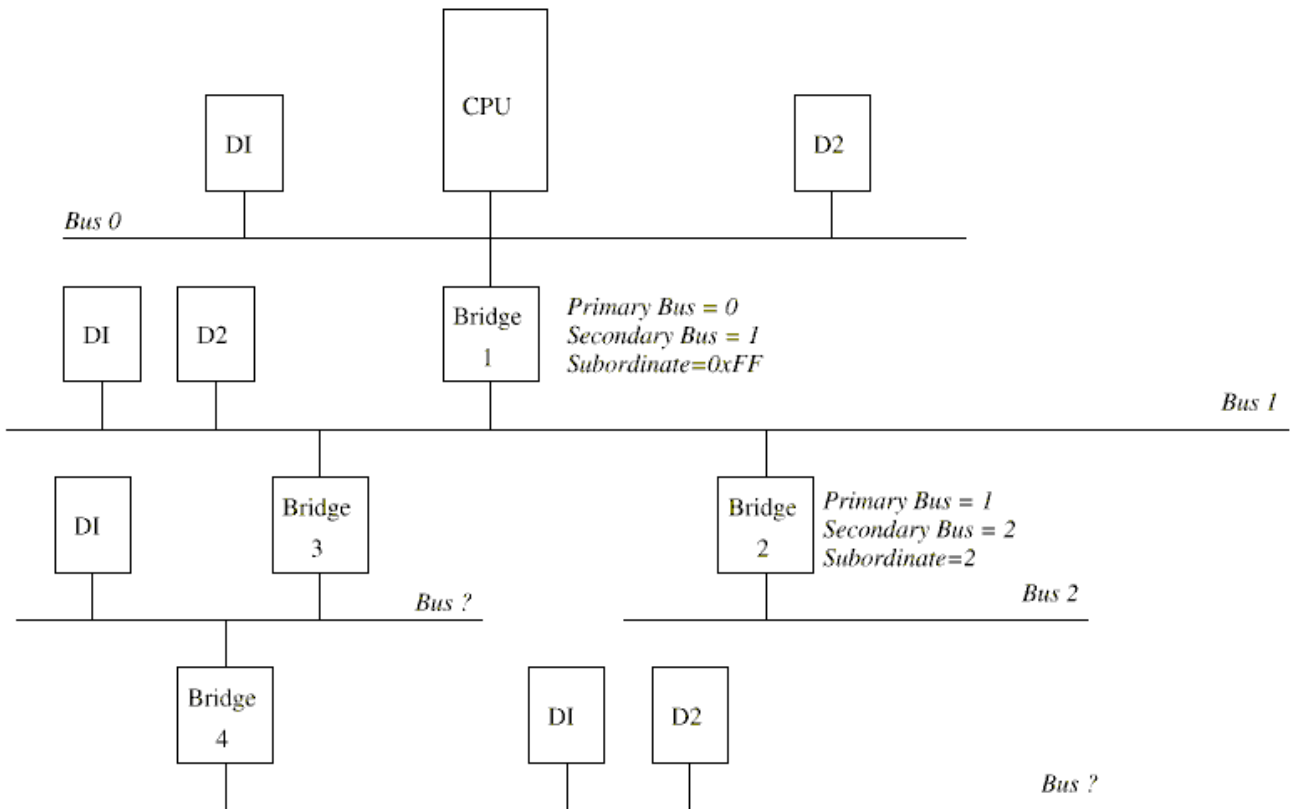 CPU
DI
D2
Bus 0
DI
D2
Bridge
1
Primary Bus = 0
Secondary Bus = 1
Subordinate=0xFF
Bus 1
DI
Bridge
3
Bridge
2
Primary Bus = 1
Secondary Bus = 2
Subordinate=2
Bus ?
Bus 2
Bridge
4
DI
D2
Bus ?